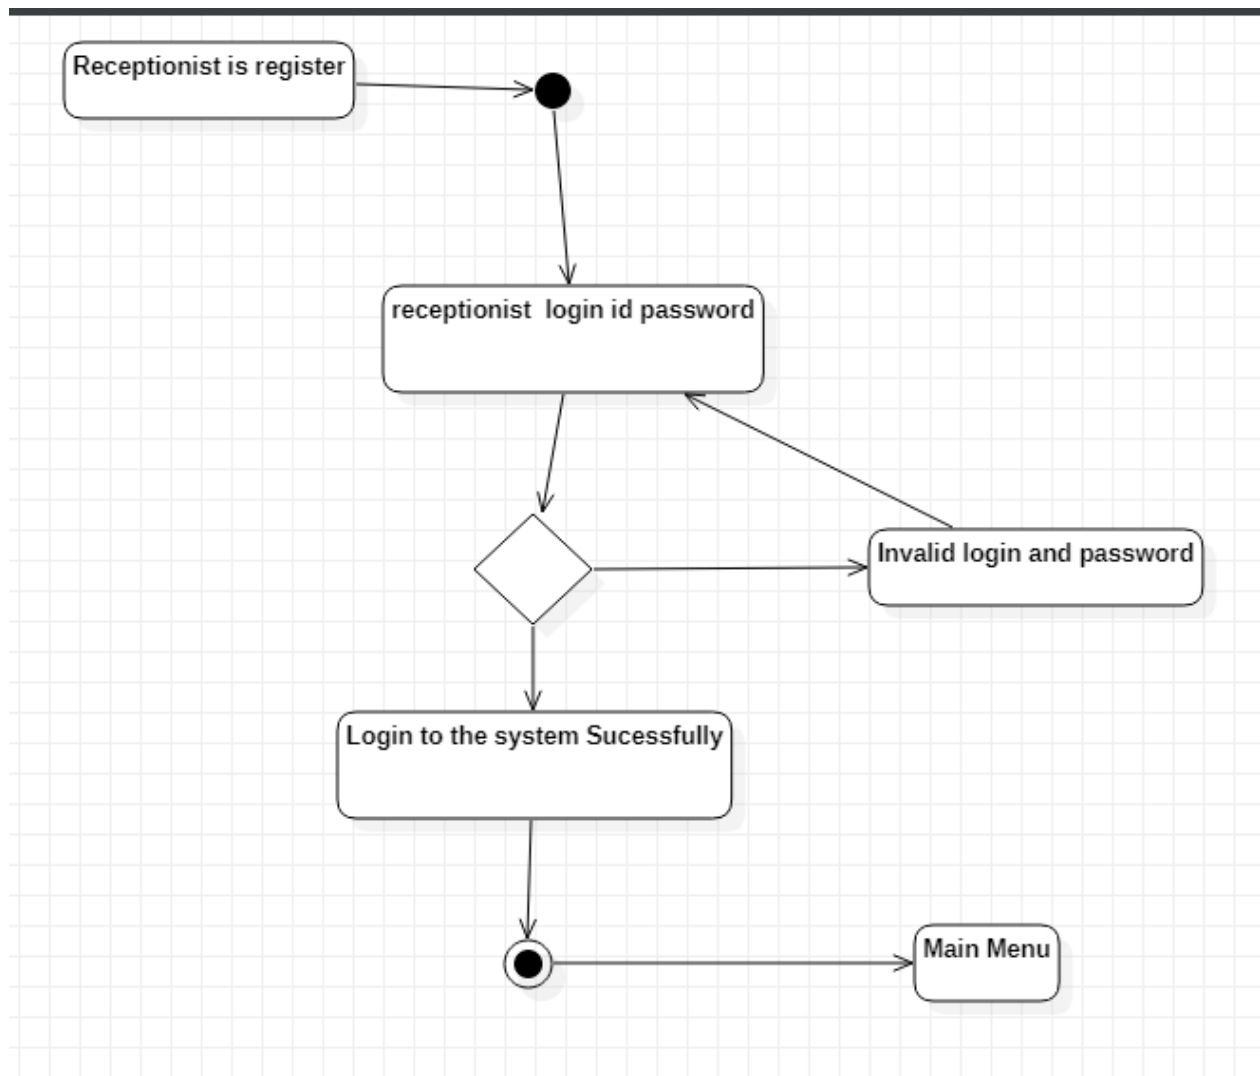 Receptionist is register
receptionist  login id password
Invalid login and password
Login to the system Sucessfully
Main Menu